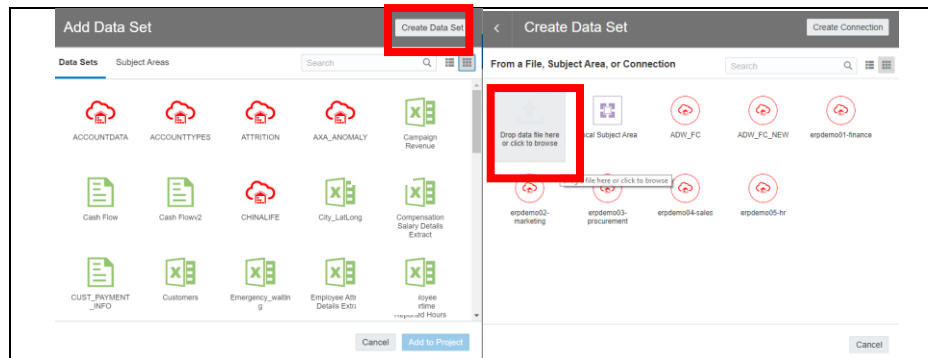 Add Data Set
Create Data Set
Data Sets
Subject Areas
Search
ACCOUNTDATA
ACCOUNTTYPES
ATTRITION
AXA_ANOMALY
Campaign
Revenue
Cash Flow
Cash Flowv2
CHINALIFE
City_LatLong
Compensation
Salary Details
Extract
CUST_PAYMENT
_INFO
Customers
Emergency_waitin
g
Employee Attr
Details Extra
Reported Hours
Cancel
Add to Project
Create Data Set
Create Connection
From a File, Subject Area, or Connection
Search
Drop data file here
or click to browse
cal Subject Area
ADW_FC
ADW_FC_NEW
erpdemo01-finance
file here or click to browse
erpdemo02-
marketing
erpdemo03-
procurement
erpdemo04-sales
erpdemo05-hr
Cancel